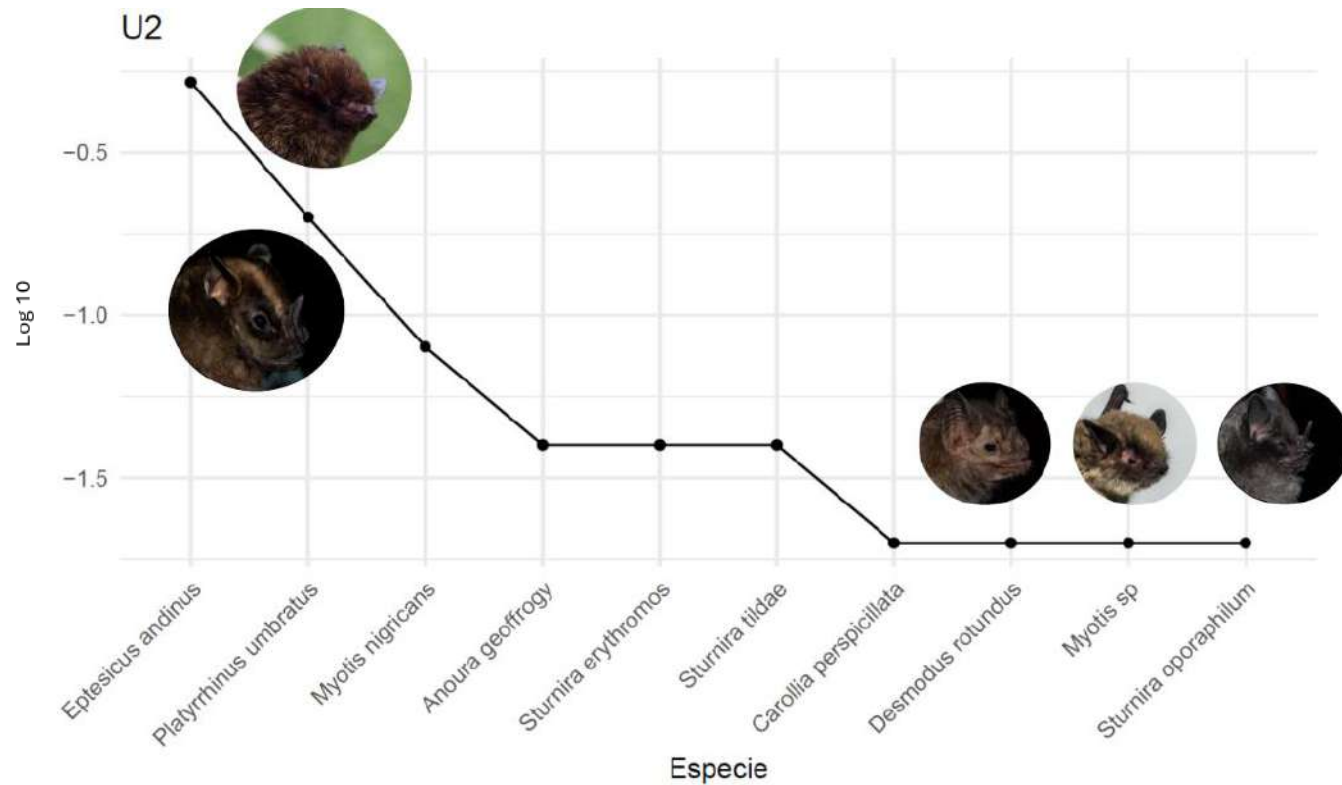 U2
Log 10
−0.5
−1.0
−1.5
Eptesicus andinus
Platyrrhinus umbratus
Myotis nigricans
Anoura geoffrogy
Sturnira erythromos
Sturnira tildae
Carollia perspicillata
Desmodus rotundus
Myotis sp
Sturnira oporaphilum
Especie